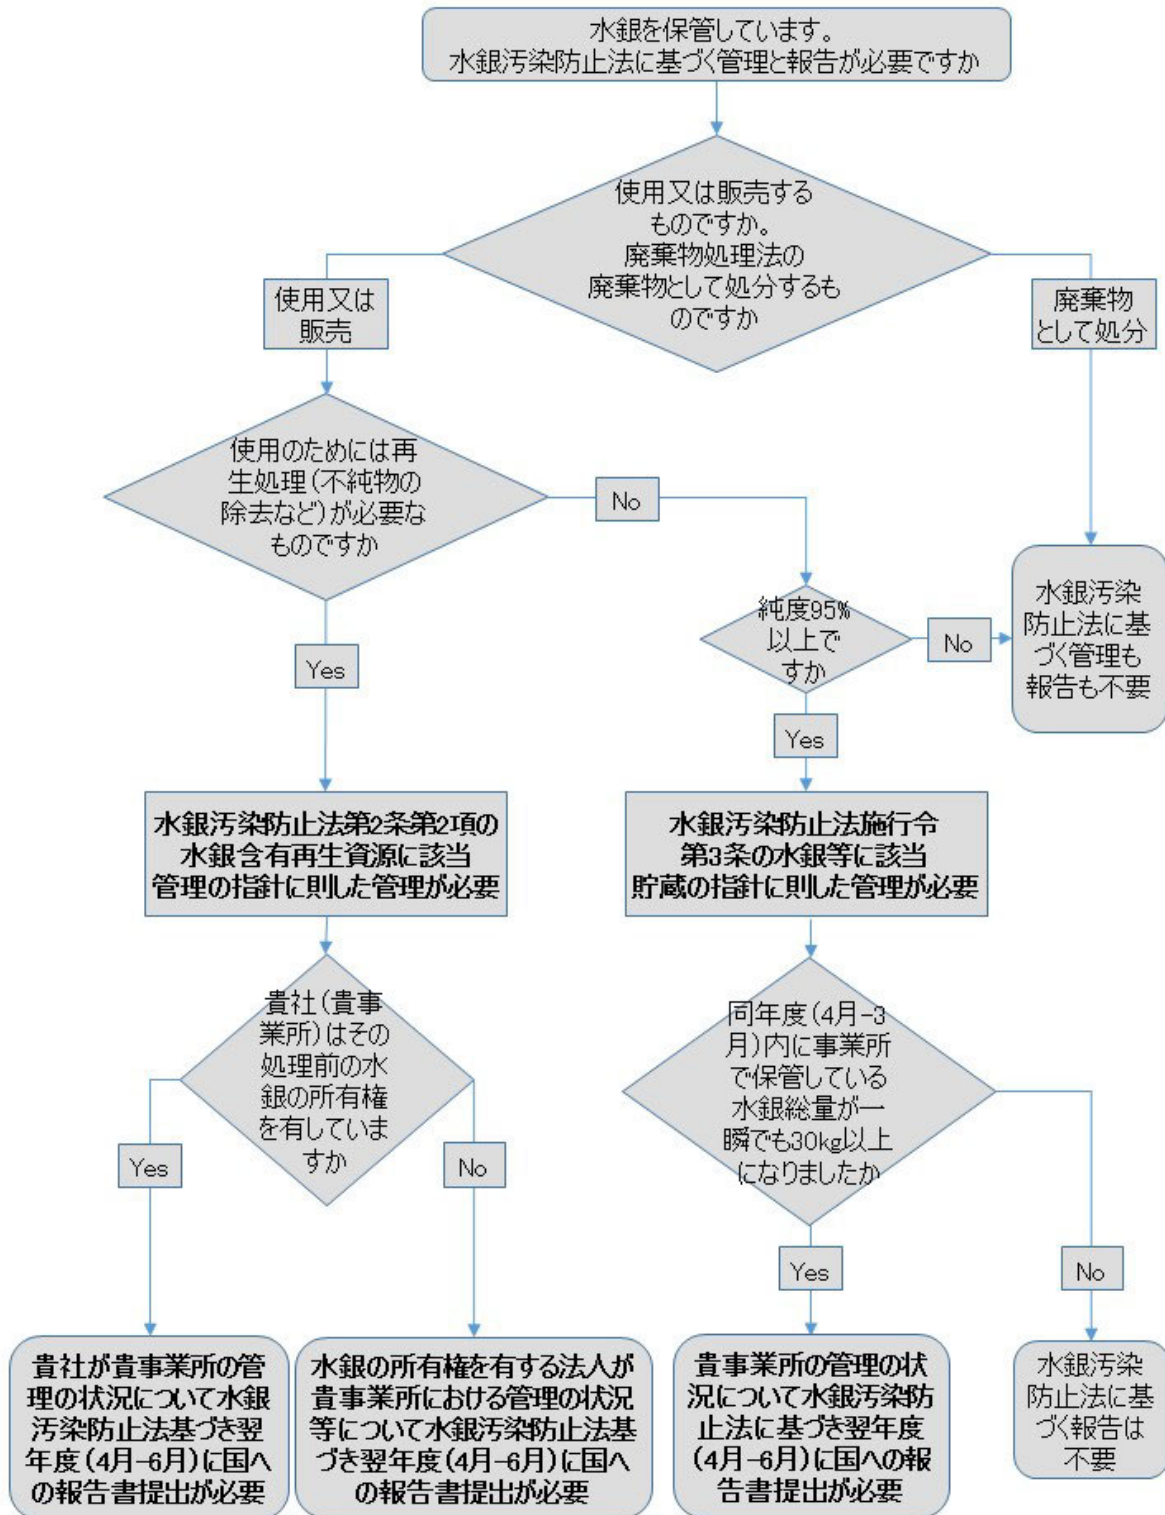 水銀を保管しています。
水銀汚染防止法に基づく管理と報告が必要ですか
使用又は販売する
ものですか。
廃棄物処理法の
廃棄物として処分するも
のですか
使用又は
販売
廃棄物
として処分
使用のためには再
生処理(不純物の
除去など)が必要な
ものですか
No
Yes
純度95%
以上で
すか
No
Yes
水銀汚染
防止法に基
づく管理も
報告も不要
水銀汚染防止法第2条第2項の
水銀含有再生資源に該当
管理の指針に則した管理が必要
水銀汚染防止法施行令
第3条の水銀等に該当
貯蔵の指針に則した管理が必要
貴社(貴事
業所)はその
処理前の水
銀の所有権
を有していま
すか
Yes
No
同年度(4月-3
月)内に事業所
で保管している
水銀総量が一
瞬でも30kg以上
になりましたか
Yes
No
貴社が貴事業所の管
理の状況について水銀
汚染防止法基づき翌
年度(4月-6月)に国へ
の報告書提出が必要
水銀の所有権を有する法人が
貴事業所における管理の状況
等について水銀汚染防止法基
づき翌年度(4月-6月)に国へ
の報告書提出が必要
貴事業所の管理の状
況について水銀汚染防
止法に基づき翌年度
(4月-6月)に国への報
告書提出が必要
水銀汚染
防止法に基
づく報告は
不要